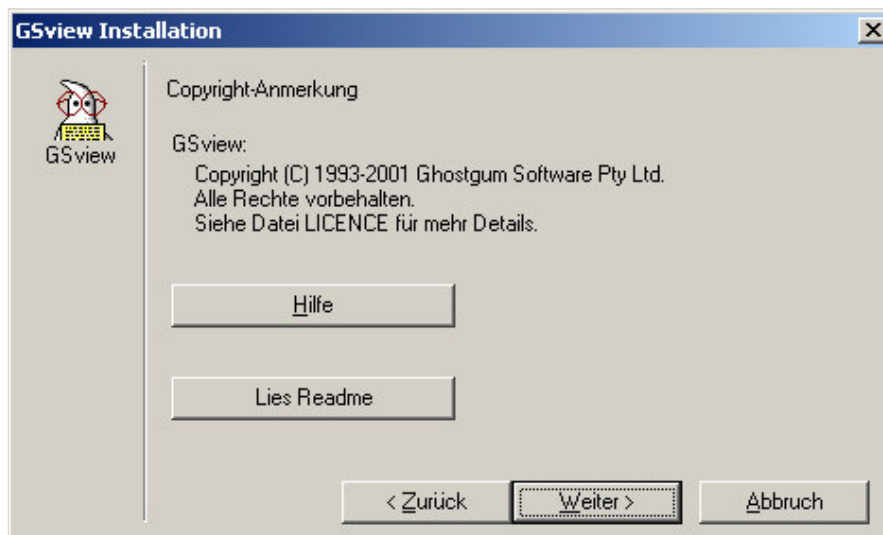 GSview Installation
GSview
Copyright-Anmerkung
GSview:
Copyright (C) 1993-2001 Ghostgum Software Pty Ltd.
Alle Rechte vorbehalten.
Siehe Datei LICENCE für mehr Details.
Hilfe
Lies Readme
< Zurück
Weiter >
Abbruch